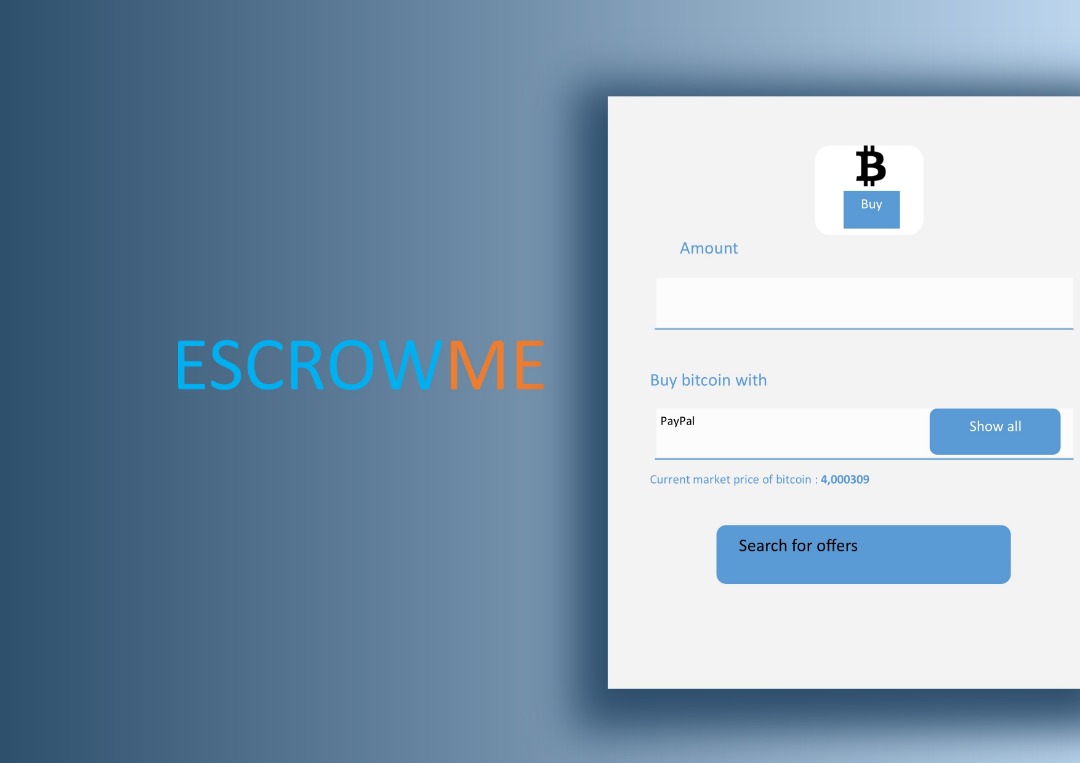 ESCROWME
₿
Buy
Amount
Buy bitcoin with
PayPal
Show all
Current market price of bitcoin : 4,000309
Search for offers